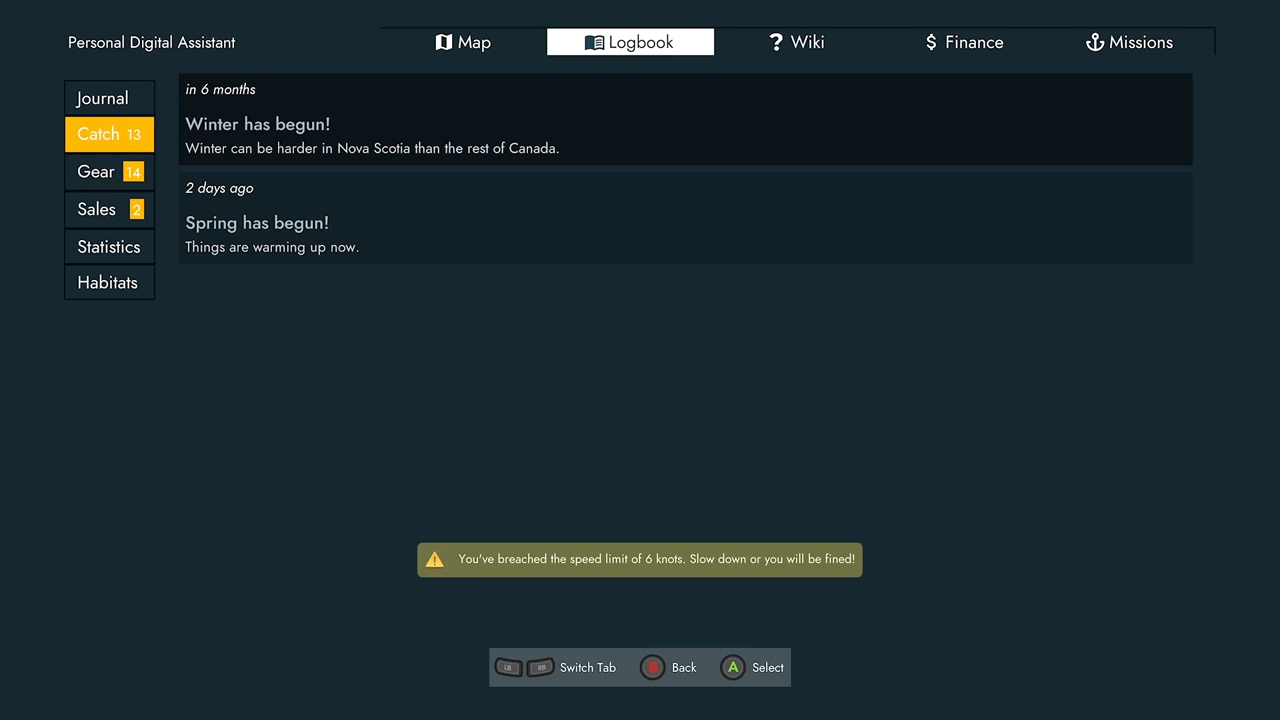 Personal Digital Assistant
Map
Logbook
Wiki
Finance
Missions
Journal
Catch 13
Gear 14
Sales 2
Statistics
Habitats
in 6 months
Winter has begun!
Winter can be harder in Nova Scotia than the rest of Canada.
2 days ago
Spring has begun!
Things are warming up now.
You've breached the speed limit of 6 knots. Slow down or you will be fined!
LB RB Switch Tab B Back A Select